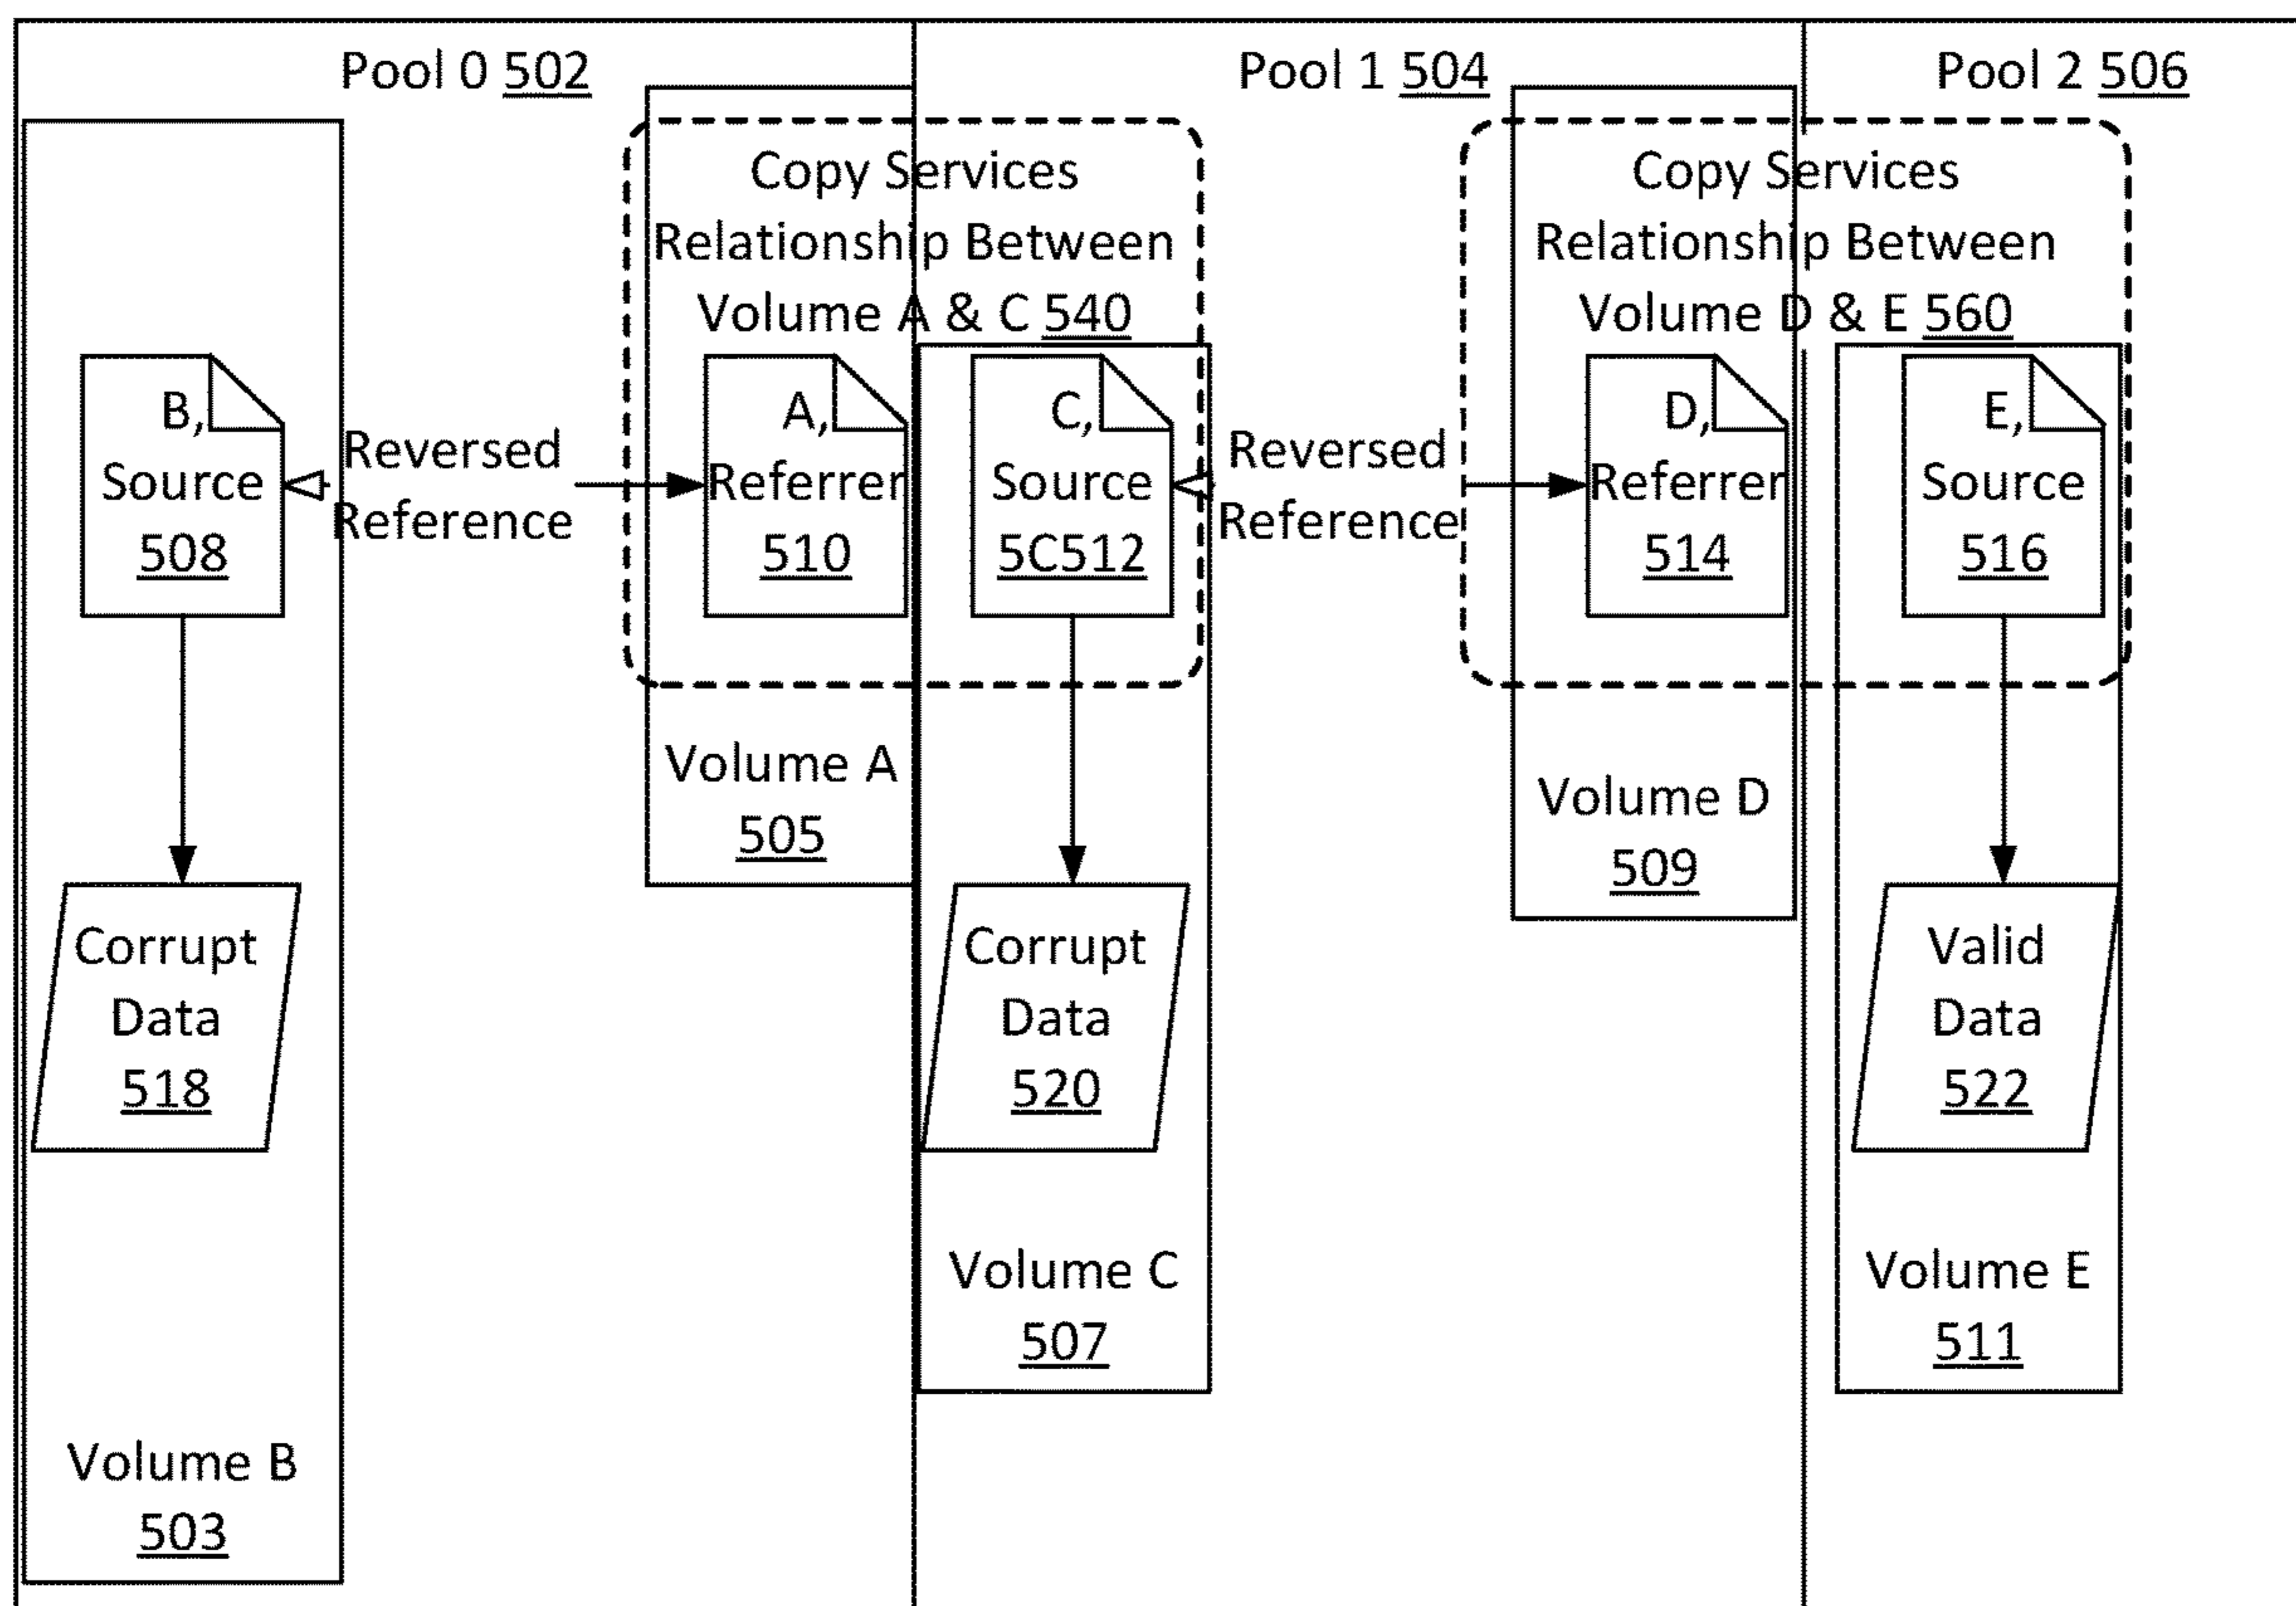 Pool 0 502
Pool 1 504
Pool 2 506
Copy Services
Relationship Between
Volume A & C 540
Copy Services
Relationship Between
Volume D & E 560
B,
Source
508
Reversed
Reference
A,
Referrer
510
C,
Source
5C512
Reversed
Reference
D,
Referrer
514
E,
Source
516
Volume A
505
Volume D
509
Corrupt
Data
518
Corrupt
Data
520
Valid
Data
522
Volume C
507
Volume E
511
Volume B
503